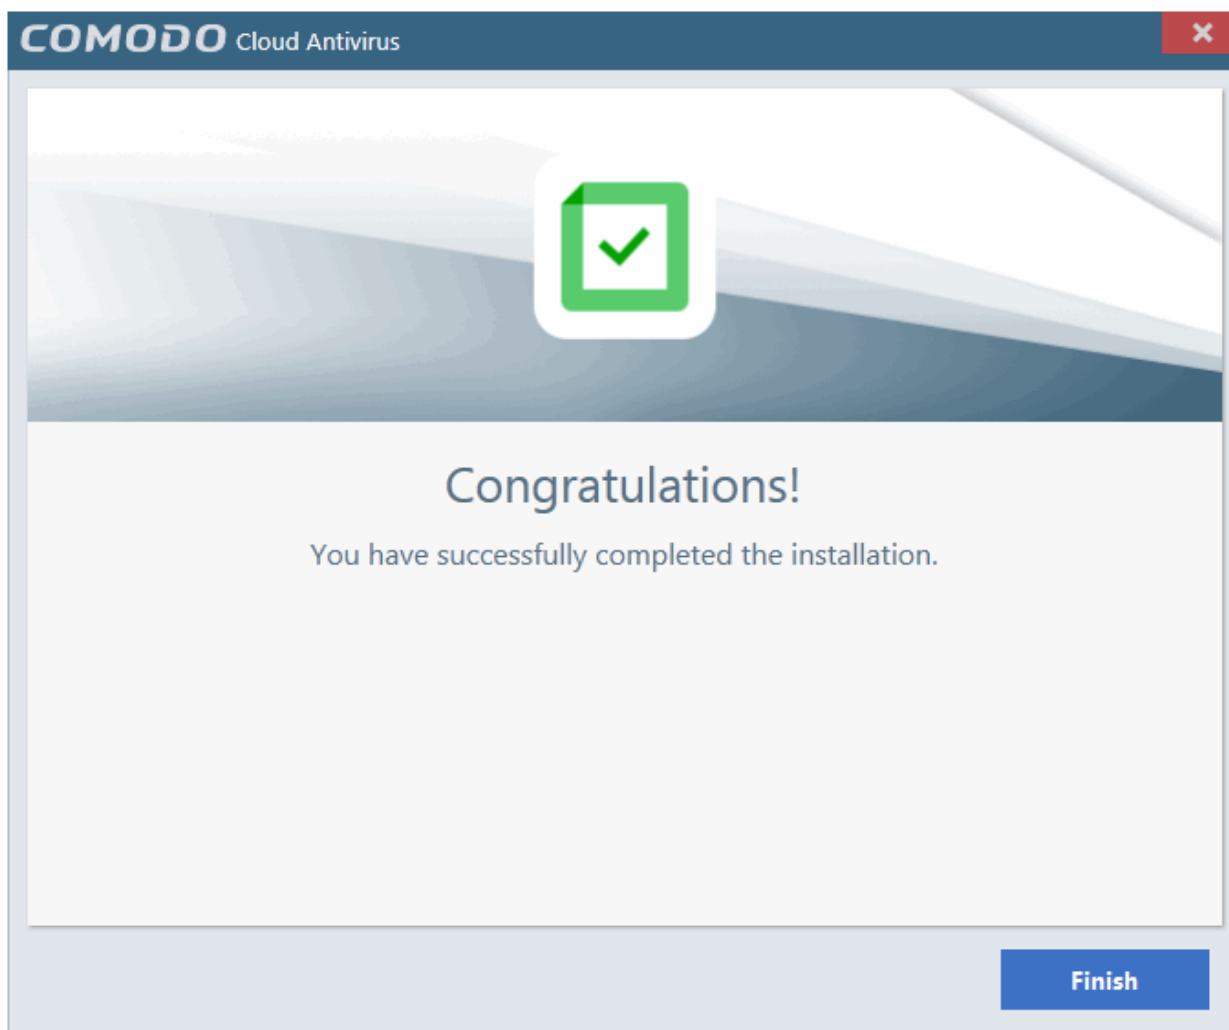 COMODO Cloud Antivirus
Congratulations!
You have successfully completed the installation.
Finish